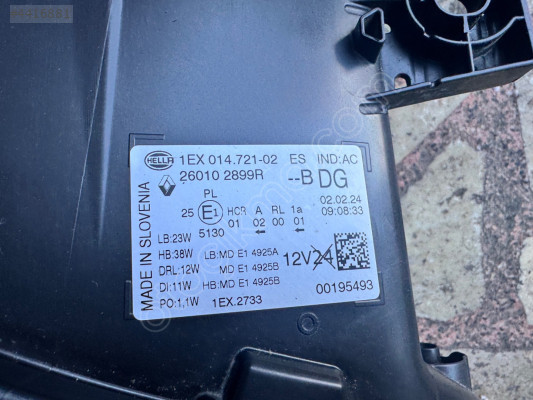 HELLA 1EX 014.721-02 ES IND:AC
26010 2899R --B DG
MADE IN SLOVENIA
PL 02.02.24
25 E1 HCR A RL 1a 09:08:33
5130 01 02 00 01
LB:23W
HB:38W LB:MD E1 4925A 12V24
DRL:12W MD E1 4925B
DI:11W HB:MD E1 4925B
PO:1,1W 1EX.2733 00195493